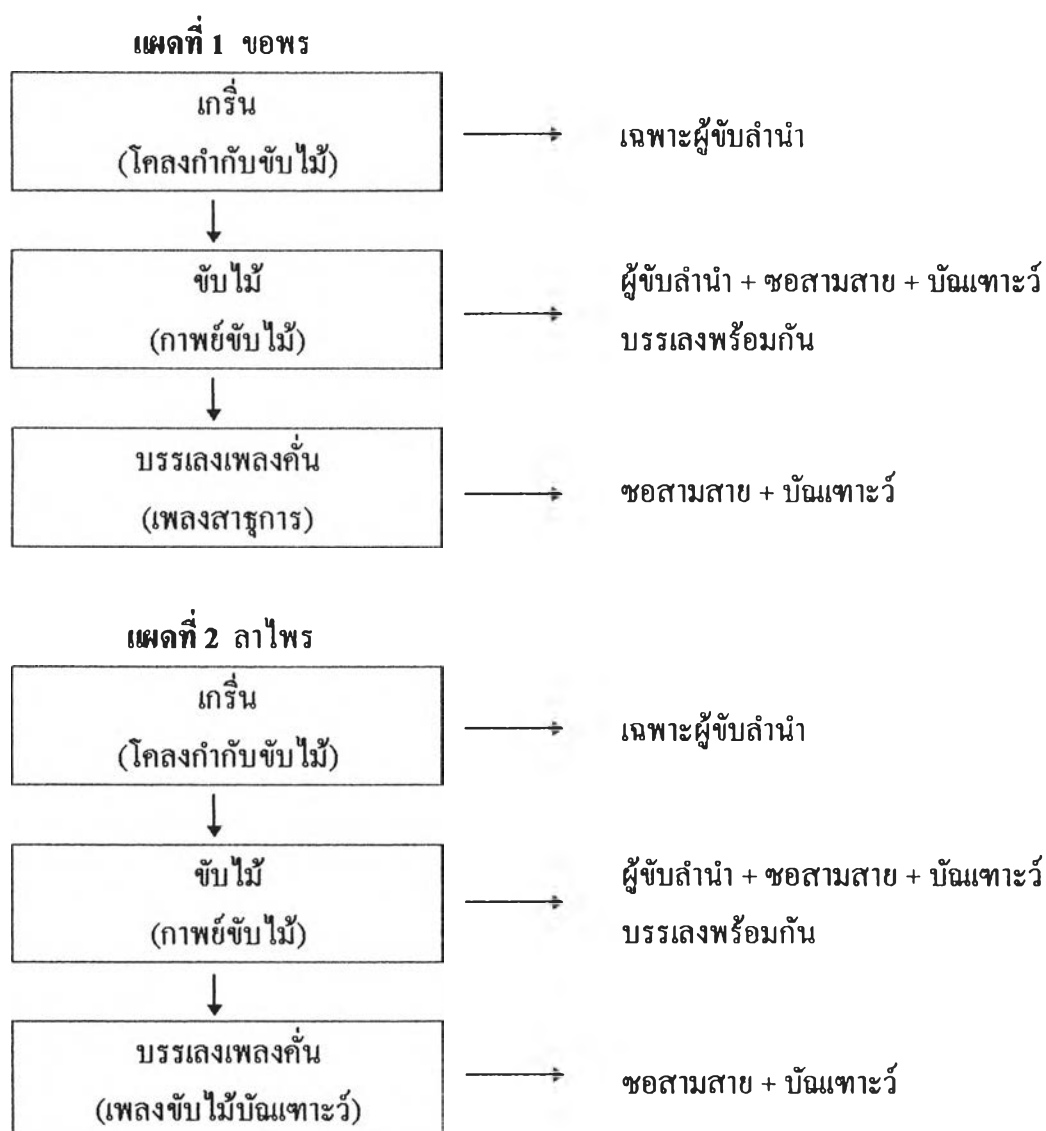 แผดที่ 1 ขอพร
เกริ่น
(โคลงกำกับขับไม้)
เฉพาะผู้ขับลำนำ
ขับไม้
(กาพย์ขับไม้)
ผู้ขับลำนำ + ซอสามสาย + บัณเฑาะว์
บรรเลงพร้อมกัน
บรรเลงเพลงคั่น
(เพลงสาธุการ)
ซอสามสาย + บัณเฑาะว์
แผดที่ 2 ลาไพร
เกริ่น
(โคลงกำกับขับไม้)
เฉพาะผู้ขับลำนำ
ขับไม้
(กาพย์ขับไม้)
ผู้ขับลำนำ + ซอสามสาย + บัณเฑาะว์
บรรเลงพร้อมกัน
บรรเลงเพลงคั่น
(เพลงขับไม้บัณเฑาะว์)
ซอสามสาย + บัณเฑาะว์